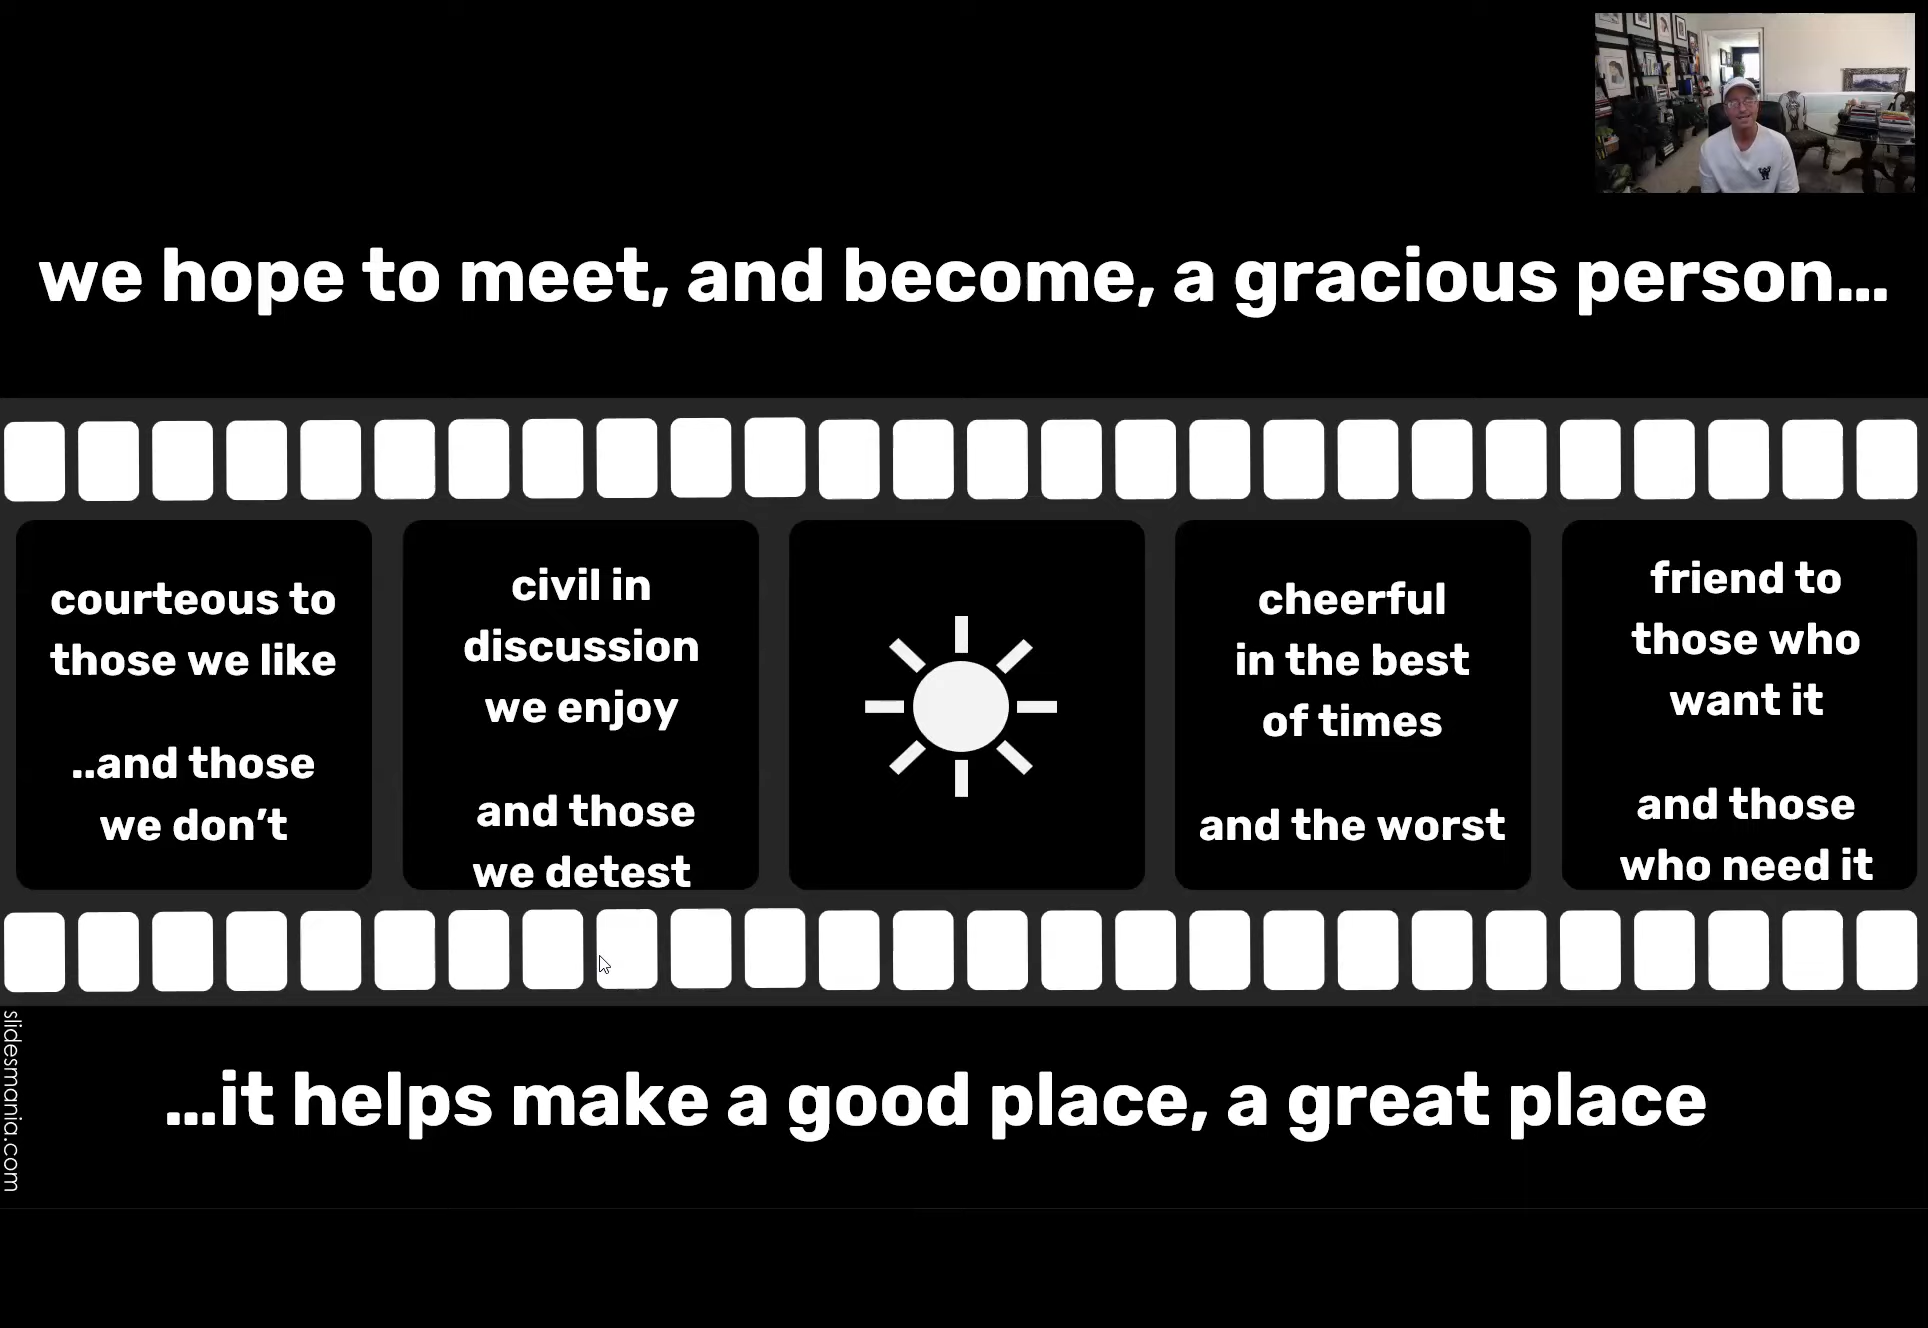 we hope to meet, and become, a gracious person...
courteous to
those we like
..and those
we don’t
civil in
discussion
we enjoy
and those
we detest
cheerful
in the best
of times
and the worst
friend to
those who
want it
and those
who need it
...it helps make a good place, a great place
slidesmania.com